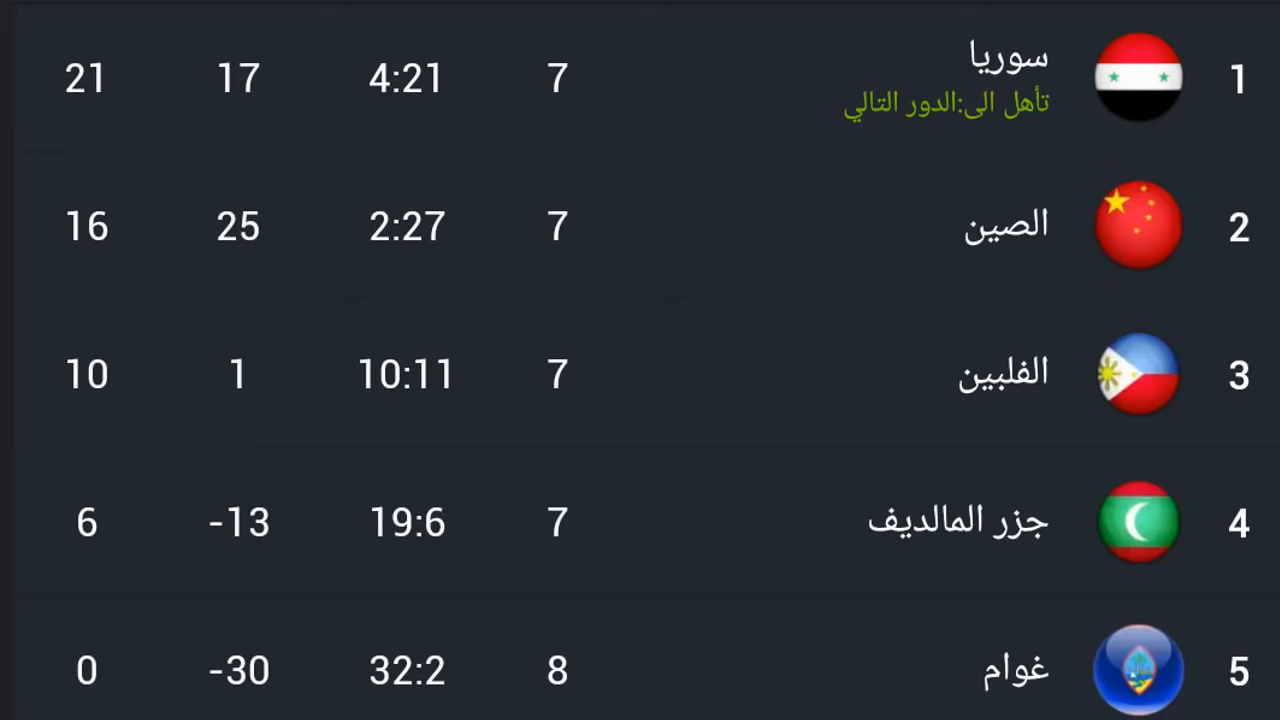 1 سوريا 7 4:21 17 21
تأهل الى:الدور التالي
2 الصين 7 2:27 25 16
3 الفلبين 7 10:11 1 10
4 جزر المالديف 7 19:6 -13 6
5 غوام 8 32:2 -30 0